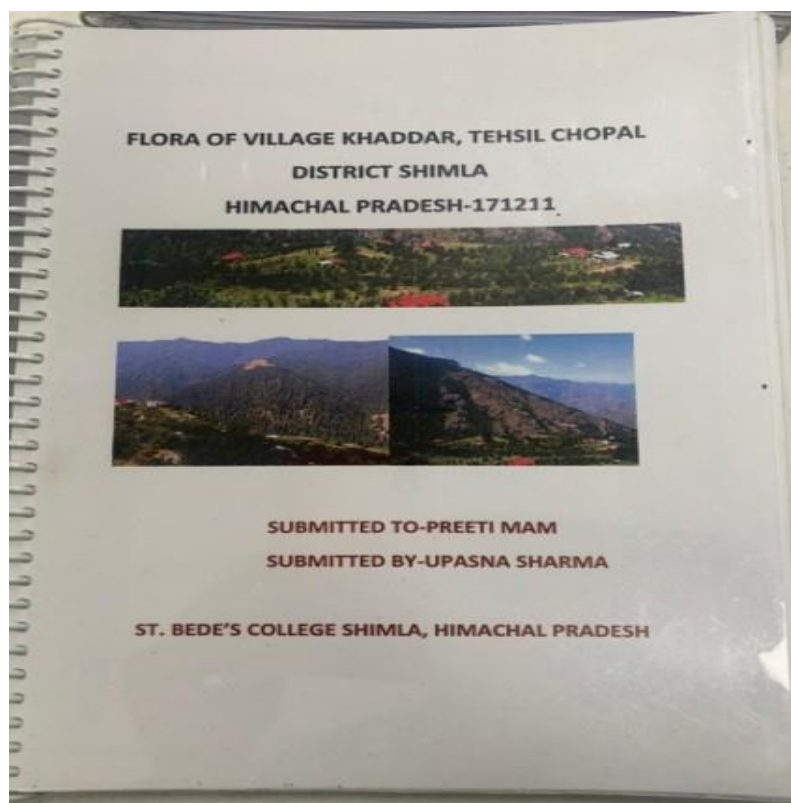 FLORA OF VILLAGE KHADDAR, TEHSIL CHOPAL
DISTRICT SHIMLA
HIMACHAL PRADESH-171211
SUBMITTED TO-PREETI MAM
SUBMITTED BY-UPASNA SHARMA
ST. BEDE'S COLLEGE SHIMLA, HIMACHAL PRADESH